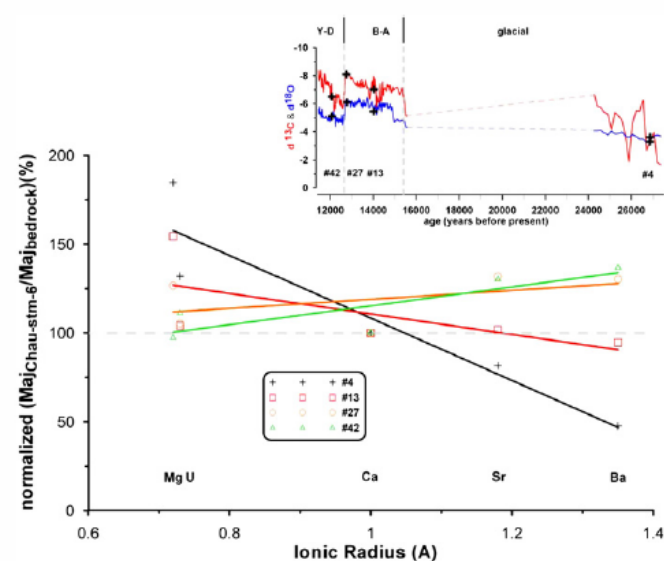 Y-D B-A glacial
-10
-8
-6
-4
-2
0
d 13C & d18O
#42 #27 #13 #4
12000 14000 16000 18000 20000 22000 24000 26000
age (years before present)
200
150
100
50
0
normalized (MajChau-stm-6/Majbedrock)(%)
#4
#13
#27
#42
Mg U Ca Sr Ba
0.6 0.8 1 1.2 1.4
Ionic Radius (A)